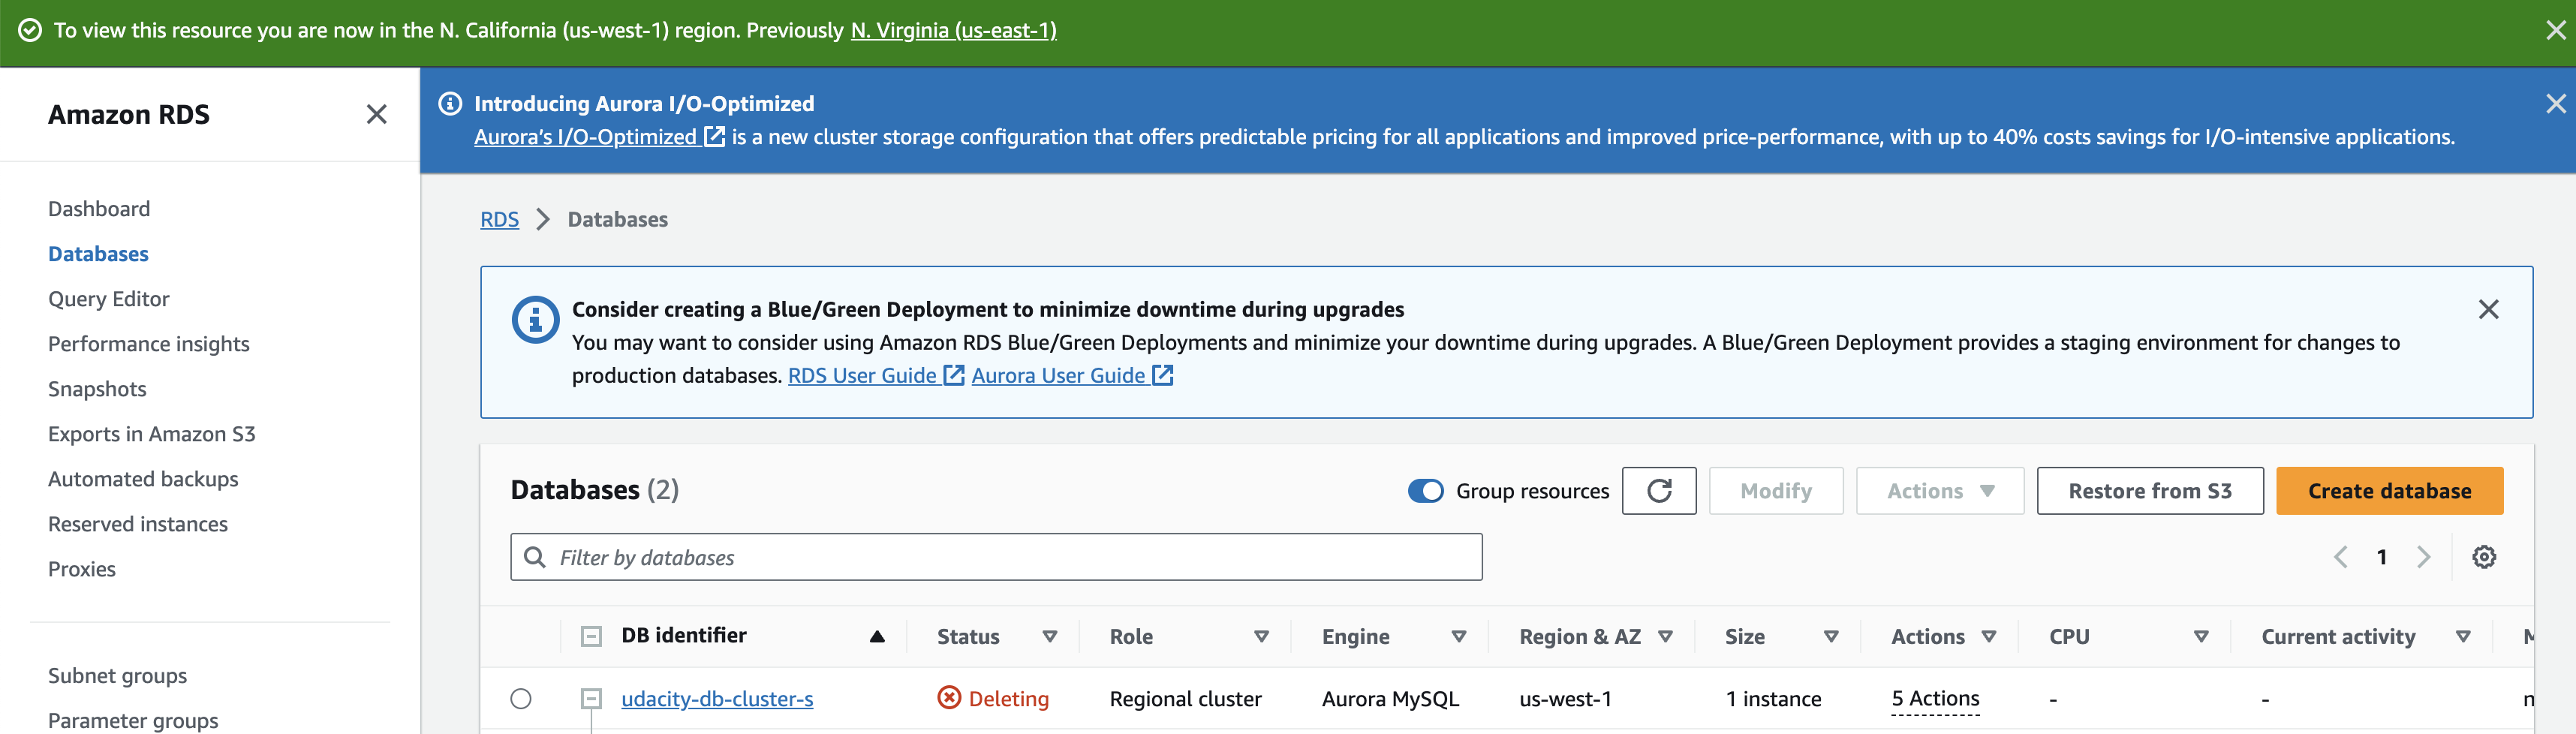 To view this resource you are now in the N. California (us-west-1) region. Previously N. Virginia (us-east-1)
Amazon RDS
Dashboard
Databases
Query Editor
Performance insights
Snapshots
Exports in Amazon S3
Automated backups
Reserved instances
Proxies
Subnet groups
Parameter groups
Introducing Aurora I/O-Optimized
Aurora's I/O-Optimized is a new cluster storage configuration that offers predictable pricing for all applications and improved price-performance, with up to 40% costs savings for I/O-intensive applications.
RDS > Databases
Consider creating a Blue/Green Deployment to minimize downtime during upgrades
You may want to consider using Amazon RDS Blue/Green Deployments and minimize your downtime during upgrades. A Blue/Green Deployment provides a staging environment for changes to
production databases. RDS User Guide Aurora User Guide
Databases (2) Group resources Modify Actions Restore from S3 Create database
Filter by databases 1
DB identifier Status Role Engine Region & AZ Size Actions CPU Current activity
udacity-db-cluster-s Deleting Regional cluster Aurora MySQL us-west-1 1 instance 5 Actions - -